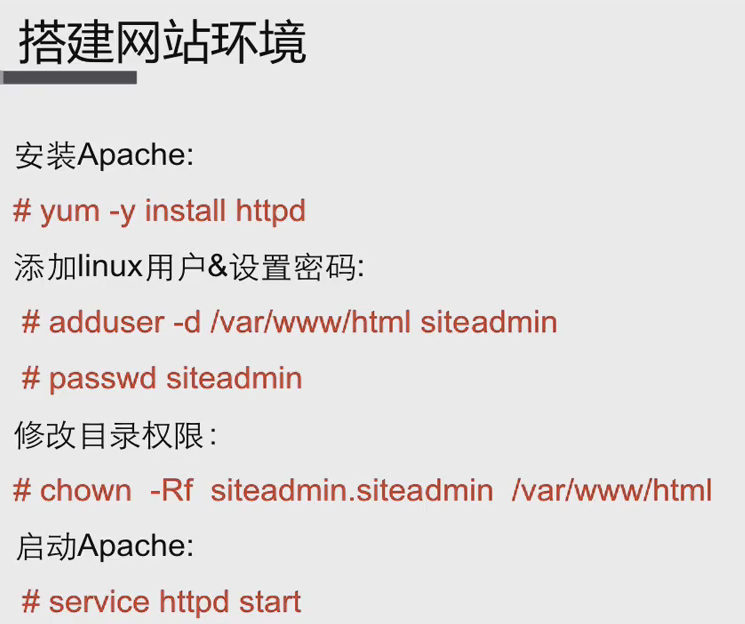 搭建网站环境
安装Apache:
# yum -y install httpd
添加linux用户&设置密码:
# adduser -d /var/www/html siteadmin
# passwd siteadmin
修改目录权限：
# chown -Rf siteadmin.siteadmin /var/www/html
启动Apache:
# service httpd start